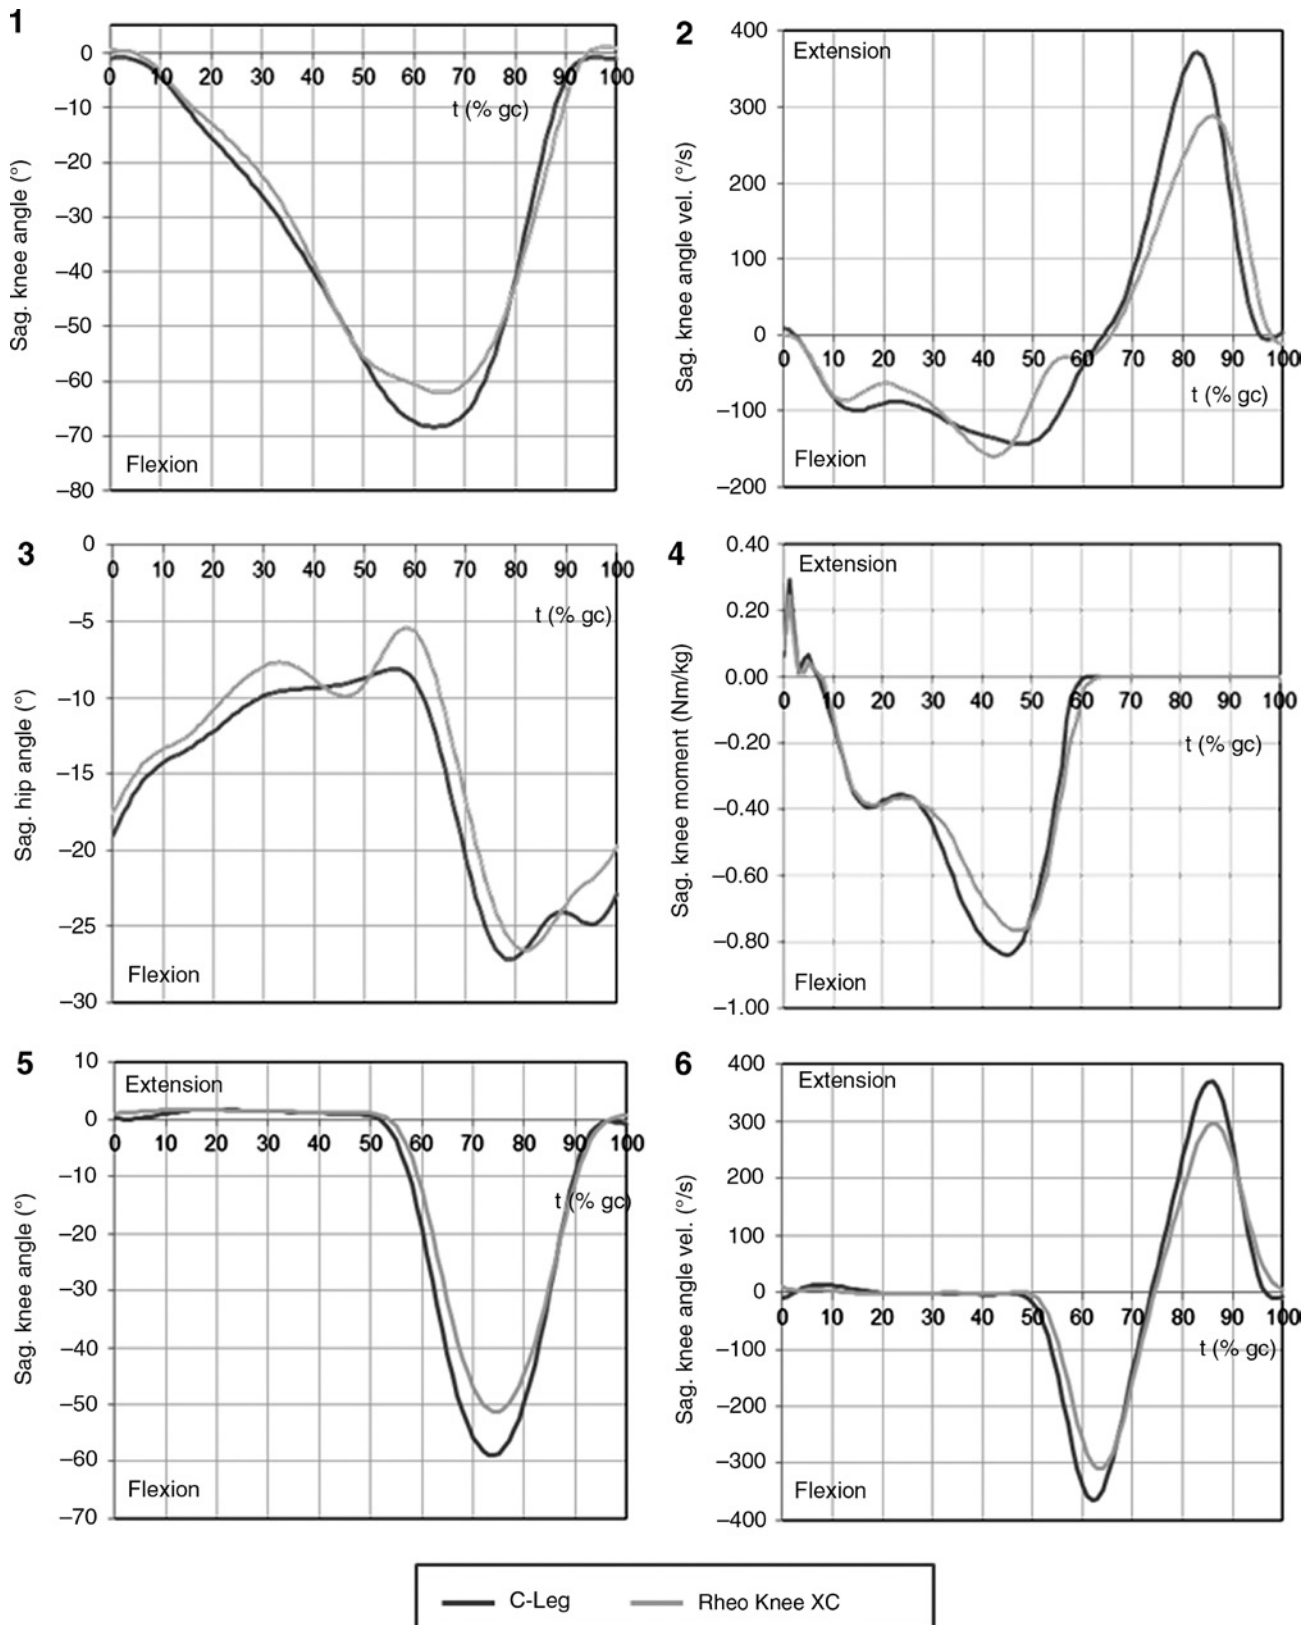 1
0
0 10 20 30 40 50 60 70 80 90 100
t (% gc)
–10
–20
–30
–40
–50
–60
–70
–80
Sag. knee angle (°)
Flexion
2
400
Extension
300
200
100
0
0 10 20 30 40 50 60 70 80 90 100
t (% gc)
–100
–200
Sag. knee angle vel. (°/s)
Flexion
3
0
0 10 20 30 40 50 60 70 80 90 100
t (% gc)
–5
–10
–15
–20
–25
–30
Sag. hip angle (°)
Flexion
4
0.40
Extension
0.20
0.00
0 10 20 30 40 50 60 70 80 90 100
t (% gc)
–0.20
–0.40
–0.60
–0.80
–1.00
Sag. knee moment (Nm/kg)
Flexion
5
10
Extension
0
0 10 20 30 40 50 60 70 80 90 100
t (% gc)
–10
–20
–30
–40
–50
–60
–70
Sag. knee angle (°)
Flexion
6
400
Extension
300
200
100
0
0 10 20 30 40 50 60 70 80 90 100
t (% gc)
–100
–200
–300
–400
Sag. knee angle vel. (°/s)
Flexion
C-Leg Rheo Knee XC